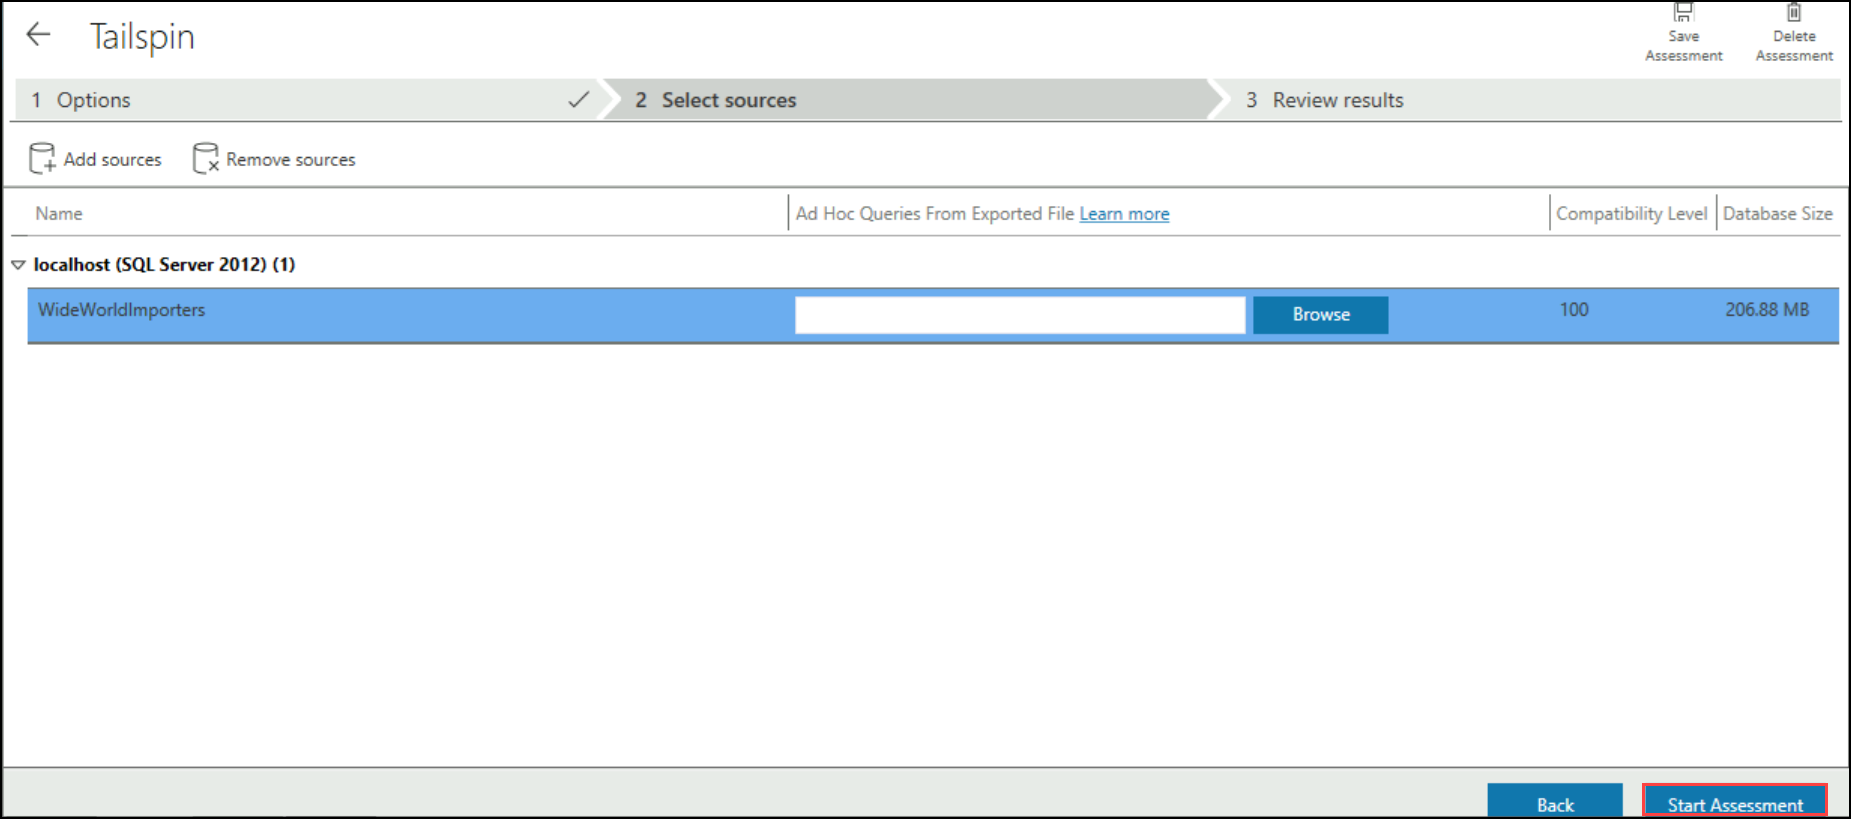 Tailspin
Save Assessment
Delete Assessment
1 Options
2 Select sources
3 Review results
Add sources
Remove sources
Name
Ad Hoc Queries From Exported File Learn more
Compatibility Level
Database Size
localhost (SQL Server 2012) (1)
WideWorldImporters
Browse
100
206.88 MB
Back
Start Assessment